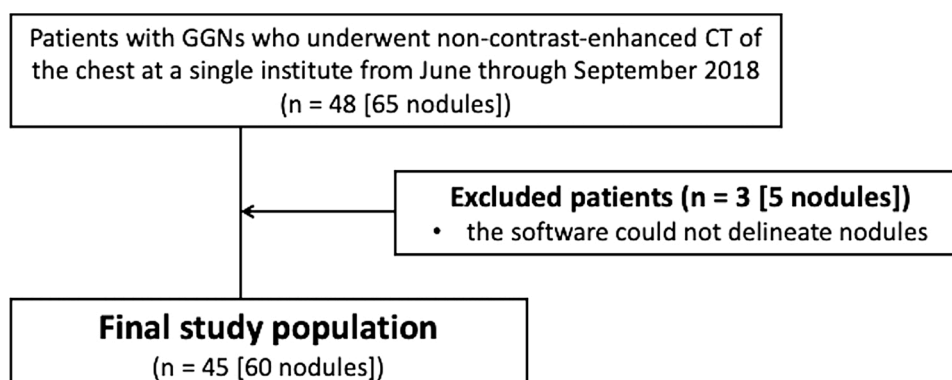 Patients with GGNs who underwent non-contrast-enhanced CT of
the chest at a single institute from June through September 2018
(n = 48 [65 nodules])
Excluded patients (n = 3 [5 nodules])
• the software could not delineate nodules
Final study population
(n = 45 [60 nodules])